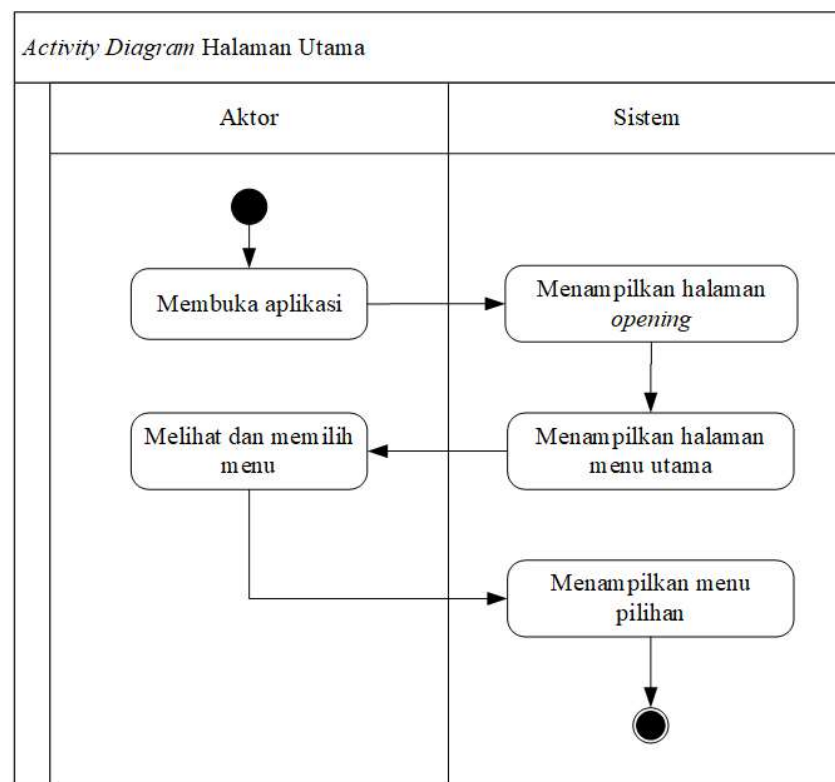 Activity Diagram Halaman Utama
Aktor
Sistem
Membuka aplikasi
Menampilkan halaman
opening
Melihat dan memilih
menu
Menampilkan halaman
menu utama
Menampilkan menu
pilihan